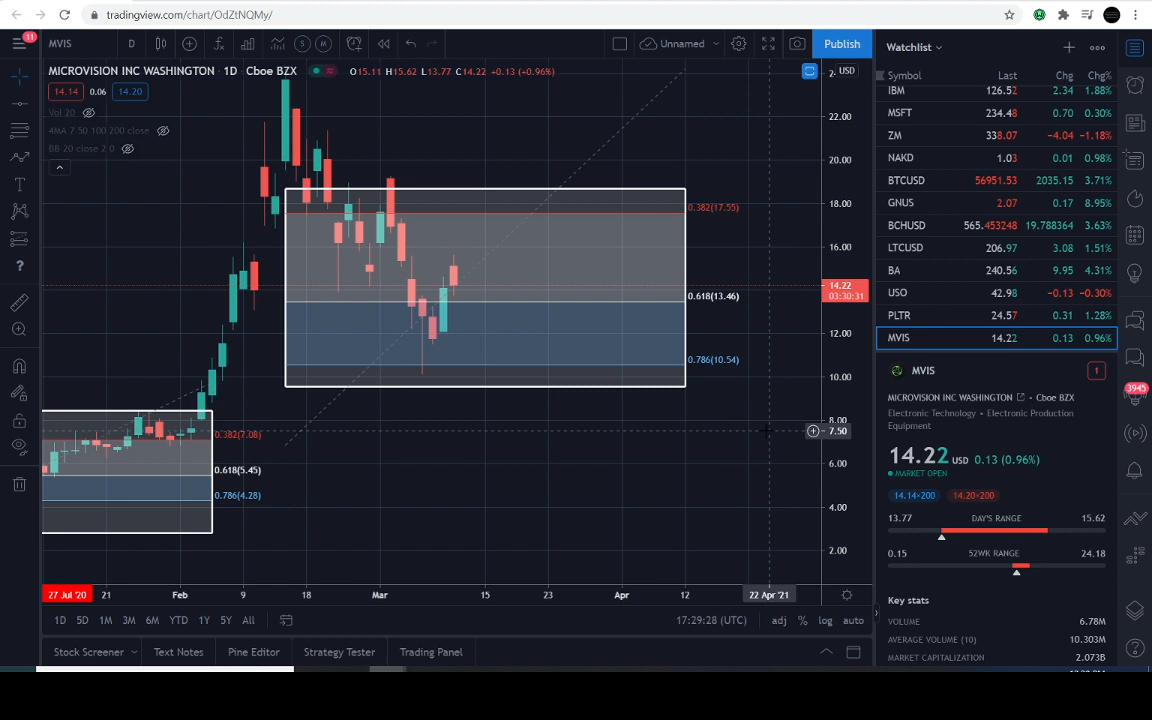 tradingview.com/chart/OdZtNQMy/
11
MVIS
D
S
M
Unnamed
Publish
Watchlist
MICROVISION INC WASHINGTON · 1D · Cboe BZX
O15.11 H15.62 L13.77 C14.22 +0.13 (+0.96%)
USD
14.14
0.06
14.20
Vol 20
4MA 7 50 100 200 close
BB 20 close 2 0
22.00
20.00
18.00
16.00
14.22
03:30:31
12.00
10.00
8.00
7.50
6.00
4.00
2.00
0.382(17.55)
0.618(13.46)
0.786(10.54)
0.382(7.08)
0.618(5.45)
0.786(4.28)
27 Jul '20
21
Feb
9
18
Mar
15
23
Apr
12
22 Apr '21
1D 5D 1M 3M 6M YTD 1Y 5Y All
17:29:28 (UTC)
adj
%
log
auto
Stock Screener
Text Notes
Pine Editor
Strategy Tester
Trading Panel
Symbol Last Chg Chg%
IBM 126.52 2.34 1.88%
MSFT 234.48 0.70 0.30%
ZM 338.07 -4.04 -1.18%
NAKD 1.03 0.01 0.98%
BTCUSD 56951.53 2035.15 3.71%
GNUS 2.07 0.17 8.95%
BCHUSD 565.453248 19.788364 3.63%
LTCUSD 206.97 3.08 1.51%
BA 240.56 9.95 4.31%
USO 42.98 -0.13 -0.30%
PLTR 24.57 0.31 1.28%
MVIS 14.22 0.13 0.96%
MVIS
1
MICROVISION INC WASHINGTON · Cboe BZX
Electronic Technology · Electronic Production
Equipment
14.22 USD 0.13 (0.96%)
MARKET OPEN
14.14×200
14.20×200
13.77 DAY'S RANGE 15.62
0.15 52WK RANGE 24.18
Key stats
VOLUME 6.78M
AVERAGE VOLUME (10) 10.303M
MARKET CAPITALIZATION 2.073B
3945